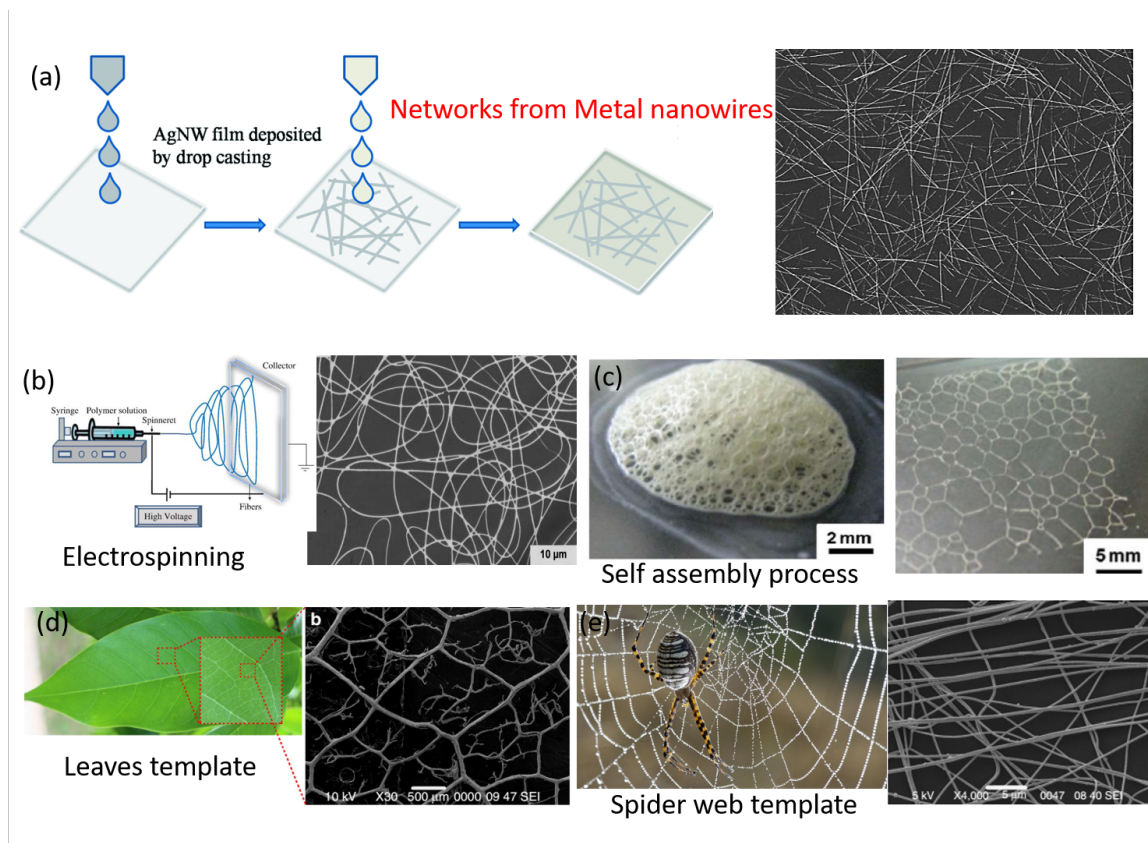 (a)
AgNW film deposited
by drop casting
Networks from Metal nanowires
(b)
Collector
Syringe
Polymer solution
Spinneret
Fibers
High Voltage
10 µm
Electrospinning
(c)
2 mm
5 mm
Self assembly process
(d)
b
10 kV X30 500 µm 0000 09 47 SEI
Leaves template
(e)
Spider web template
5 kV X4,000 5 µm 0047 08 40 SEI